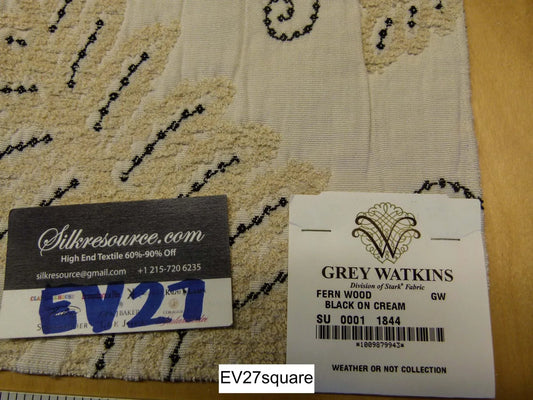 Silkresource.com
High End Textile 60%-90% Off
silkresource@gmail.com +1 215-720 6235
EV27
GREY WATKINS
Division of Stark® Fabric
FERN WOOD GW
BLACK ON CREAM
SU 0001 1844
*1009879943*
WEATHER OR NOT COLLECTION
EV27square